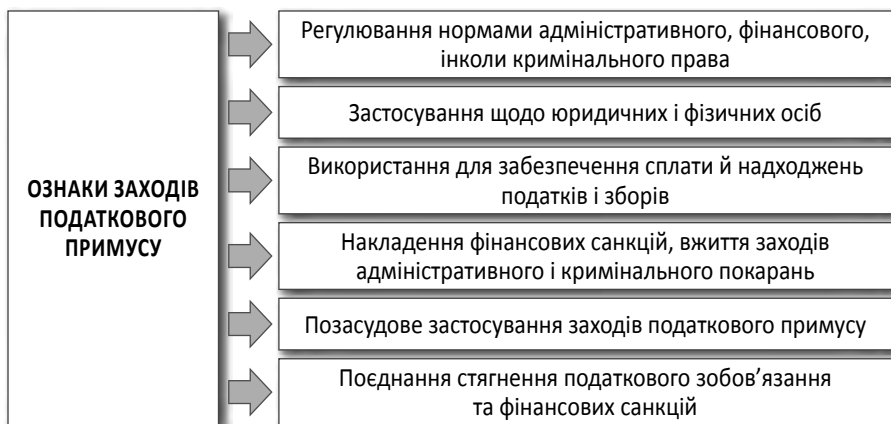 ОЗНАКИ ЗАХОДІВ
ПОДАТКОВОГО
ПРИМУСУ
Регулювання нормами адміністративного, фінансового,
інколи кримінального права
Застосування щодо юридичних і фізичних осіб
Використання для забезпечення сплати й надходжень
податків і зборів
Накладення фінансових санкцій, вжиття заходів
адміністративного і кримінального покарань
Позасудове застосування заходів податкового примусу
Поєднання стягнення податкового зобов’язання
та фінансових санкцій